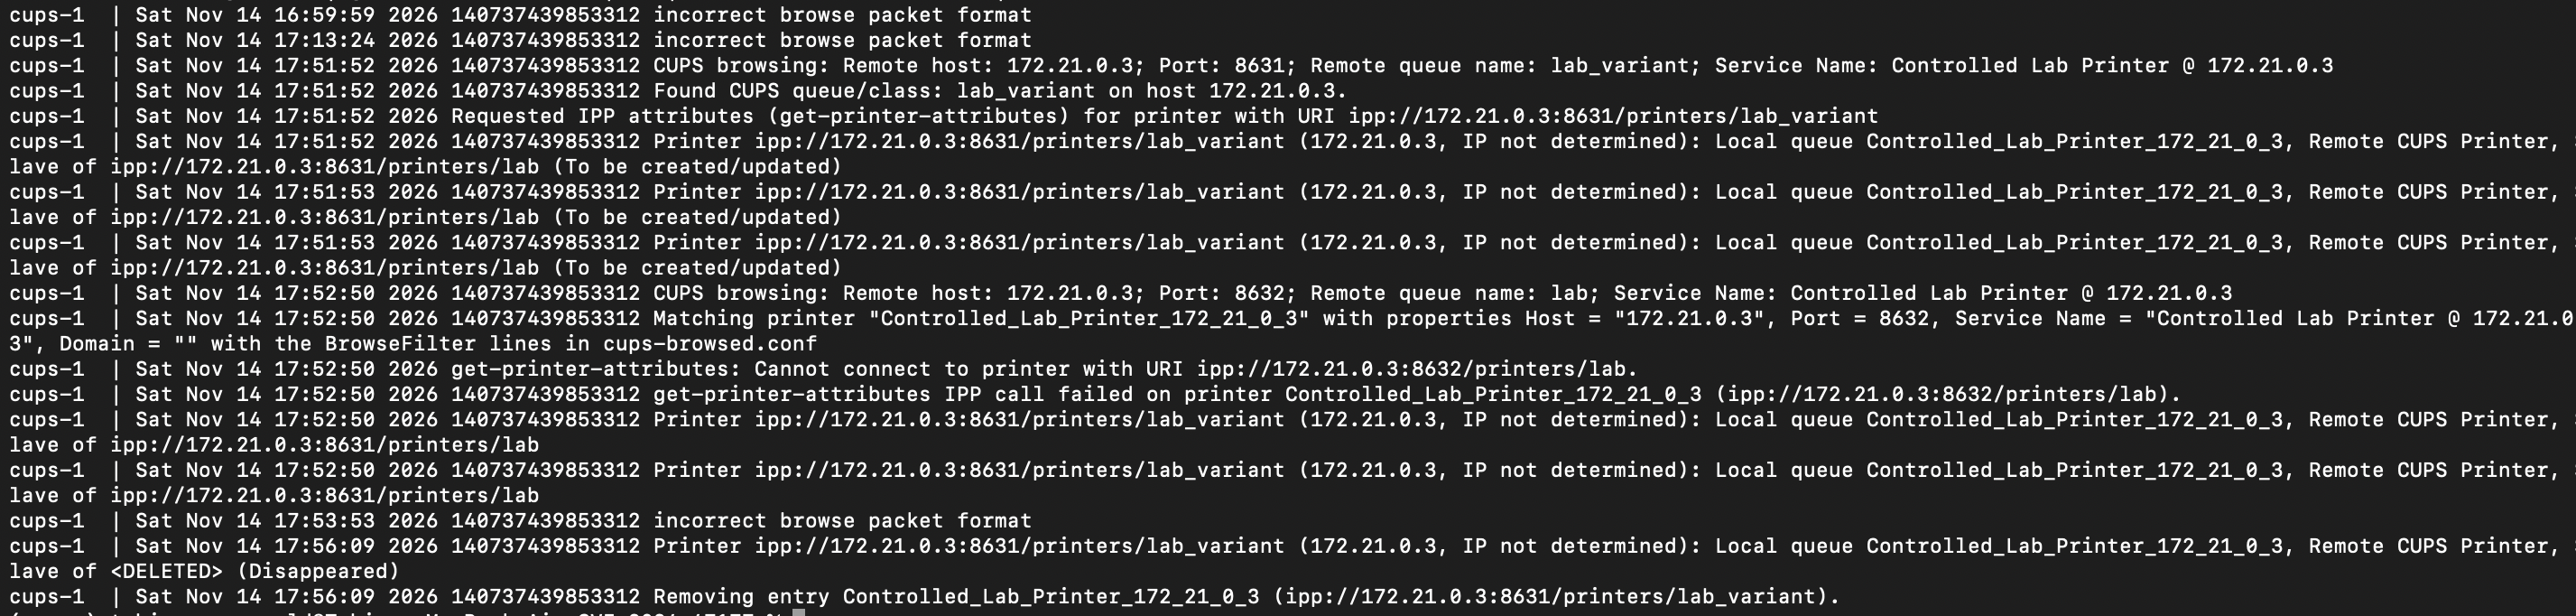 cups-1  | Sat Nov 14 16:59:59 2026 140737439853312 incorrect browse packet format
cups-1  | Sat Nov 14 17:13:24 2026 140737439853312 incorrect browse packet format
cups-1  | Sat Nov 14 17:51:52 2026 140737439853312 CUPS browsing: Remote host: 172.21.0.3; Port: 8631; Remote queue name: lab_variant; Service Name: Controlled Lab Printer @ 172.21.0.3
cups-1  | Sat Nov 14 17:51:52 2026 140737439853312 Found CUPS queue/class: lab_variant on host 172.21.0.3.
cups-1  | Sat Nov 14 17:51:52 2026 Requested IPP attributes (get-printer-attributes) for printer with URI ipp://172.21.0.3:8631/printers/lab_variant
cups-1  | Sat Nov 14 17:51:52 2026 140737439853312 Printer ipp://172.21.0.3:8631/printers/lab_variant (172.21.0.3, IP not determined): Local queue Controlled_Lab_Printer_172_21_0_3, Remote CUPS Printer,
lave of ipp://172.21.0.3:8631/printers/lab (To be created/updated)
cups-1  | Sat Nov 14 17:51:53 2026 140737439853312 Printer ipp://172.21.0.3:8631/printers/lab_variant (172.21.0.3, IP not determined): Local queue Controlled_Lab_Printer_172_21_0_3, Remote CUPS Printer,
lave of ipp://172.21.0.3:8631/printers/lab (To be created/updated)
cups-1  | Sat Nov 14 17:51:53 2026 140737439853312 Printer ipp://172.21.0.3:8631/printers/lab_variant (172.21.0.3, IP not determined): Local queue Controlled_Lab_Printer_172_21_0_3, Remote CUPS Printer,
lave of ipp://172.21.0.3:8631/printers/lab (To be created/updated)
cups-1  | Sat Nov 14 17:52:50 2026 140737439853312 CUPS browsing: Remote host: 172.21.0.3; Port: 8632; Remote queue name: lab; Service Name: Controlled Lab Printer @ 172.21.0.3
cups-1  | Sat Nov 14 17:52:50 2026 140737439853312 Matching printer "Controlled_Lab_Printer_172_21_0_3" with properties Host = "172.21.0.3", Port = 8632, Service Name = "Controlled Lab Printer @ 172.21.0
3", Domain = "" with the BrowseFilter lines in cups-browsed.conf
cups-1  | Sat Nov 14 17:52:50 2026 get-printer-attributes: Cannot connect to printer with URI ipp://172.21.0.3:8632/printers/lab.
cups-1  | Sat Nov 14 17:52:50 2026 140737439853312 get-printer-attributes IPP call failed on printer Controlled_Lab_Printer_172_21_0_3 (ipp://172.21.0.3:8632/printers/lab).
cups-1  | Sat Nov 14 17:52:50 2026 140737439853312 Printer ipp://172.21.0.3:8631/printers/lab_variant (172.21.0.3, IP not determined): Local queue Controlled_Lab_Printer_172_21_0_3, Remote CUPS Printer,
lave of ipp://172.21.0.3:8631/printers/lab
cups-1  | Sat Nov 14 17:52:50 2026 140737439853312 Printer ipp://172.21.0.3:8631/printers/lab_variant (172.21.0.3, IP not determined): Local queue Controlled_Lab_Printer_172_21_0_3, Remote CUPS Printer,
lave of ipp://172.21.0.3:8631/printers/lab
cups-1  | Sat Nov 14 17:53:53 2026 140737439853312 incorrect browse packet format
cups-1  | Sat Nov 14 17:56:09 2026 140737439853312 Printer ipp://172.21.0.3:8631/printers/lab_variant (172.21.0.3, IP not determined): Local queue Controlled_Lab_Printer_172_21_0_3, Remote CUPS Printer,
lave of <DELETED> (Disappeared)
cups-1  | Sat Nov 14 17:56:09 2026 140737439853312 Removing entry Controlled_Lab_Printer_172_21_0_3 (ipp://172.21.0.3:8631/printers/lab_variant).